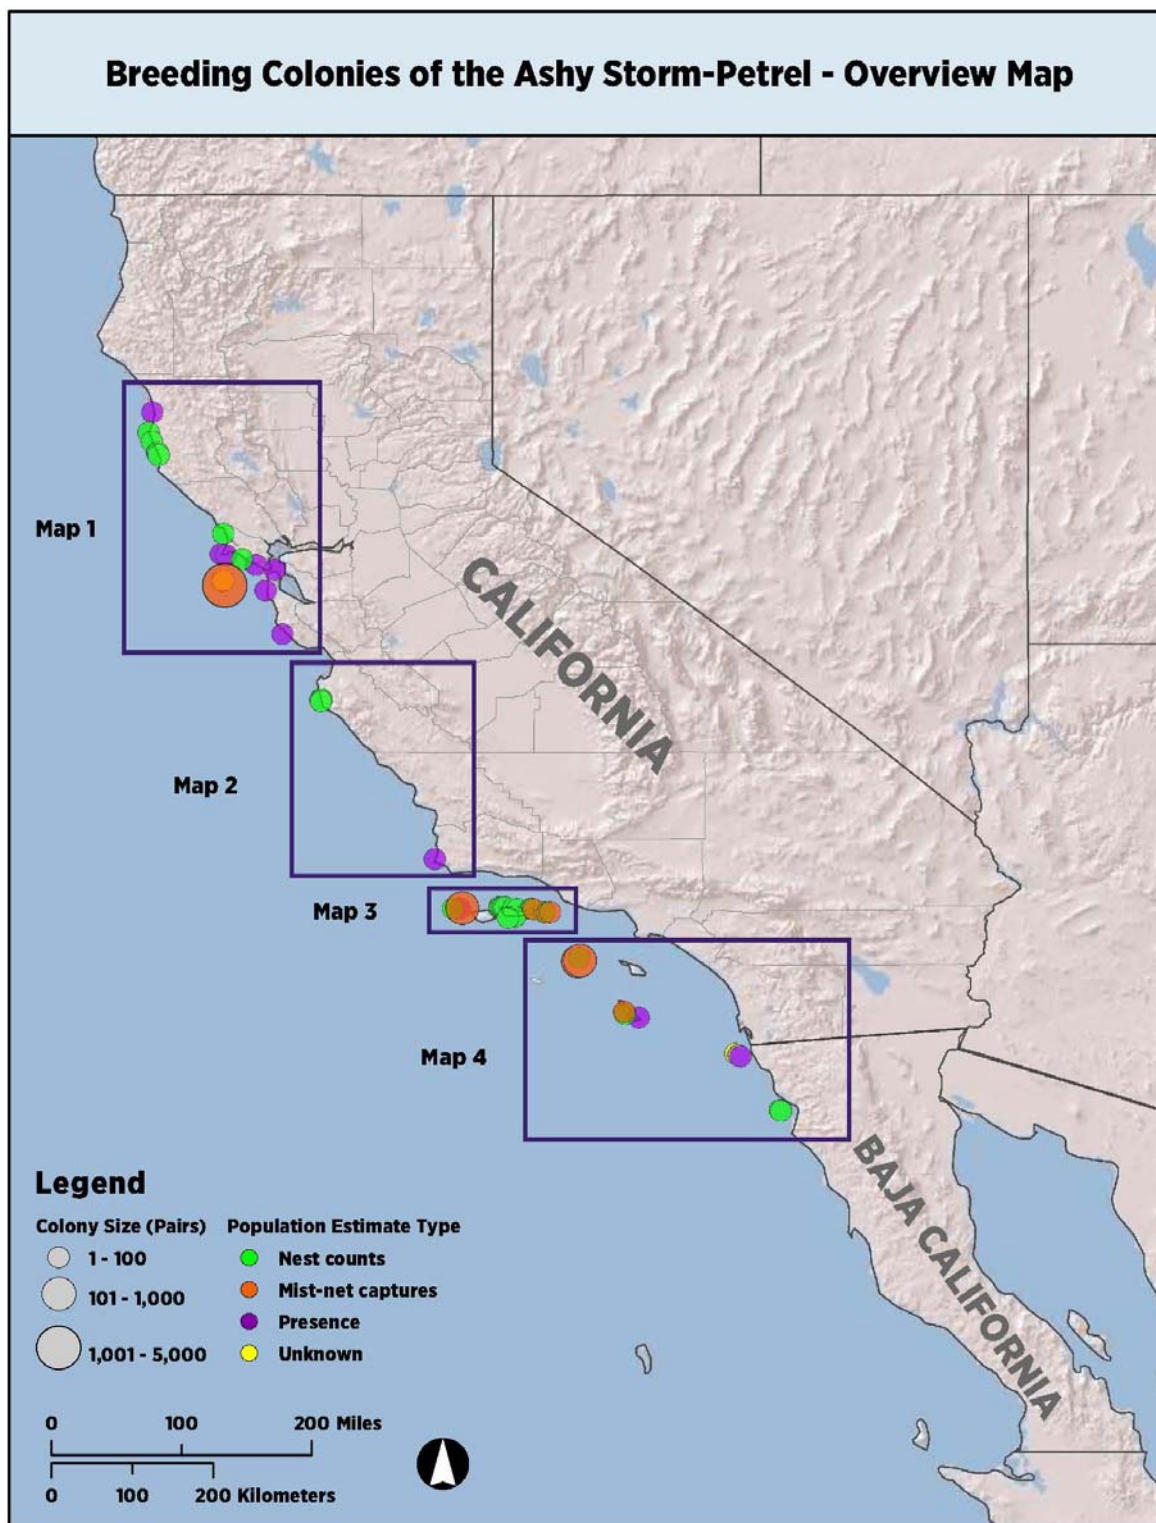 Breeding Colonies of the Ashy Storm-Petrel - Overview Map
Map 1
CALIFORNIA
Map 2
Map 3
Map 4
BAJA CALIFORNIA
Legend
Colony Size (Pairs)
1 - 100
101 - 1,000
1,001 - 5,000
Population Estimate Type
Nest counts
Mist-net captures
Presence
Unknown
0 100 200 Miles
0 100 200 Kilometers